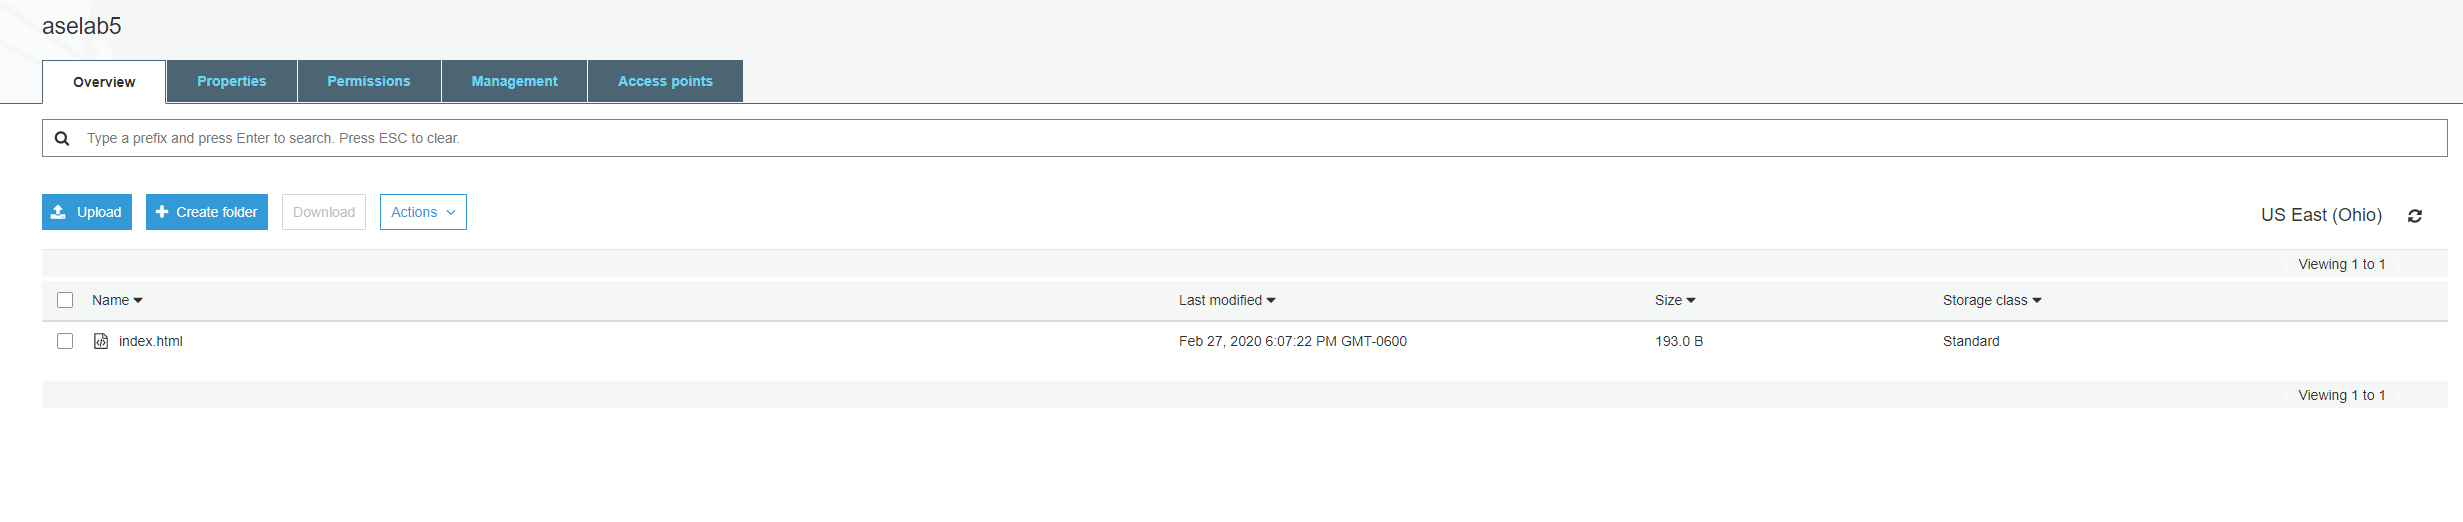 aselab5
Overview Properties Permissions Management Access points
Type a prefix and press Enter to search. Press ESC to clear.
Upload Create folder Download Actions
US East (Ohio)
Viewing 1 to 1
Name Last modified Size Storage class
index.html Feb 27, 2020 6:07:22 PM GMT-0600 193.0 B Standard
Viewing 1 to 1